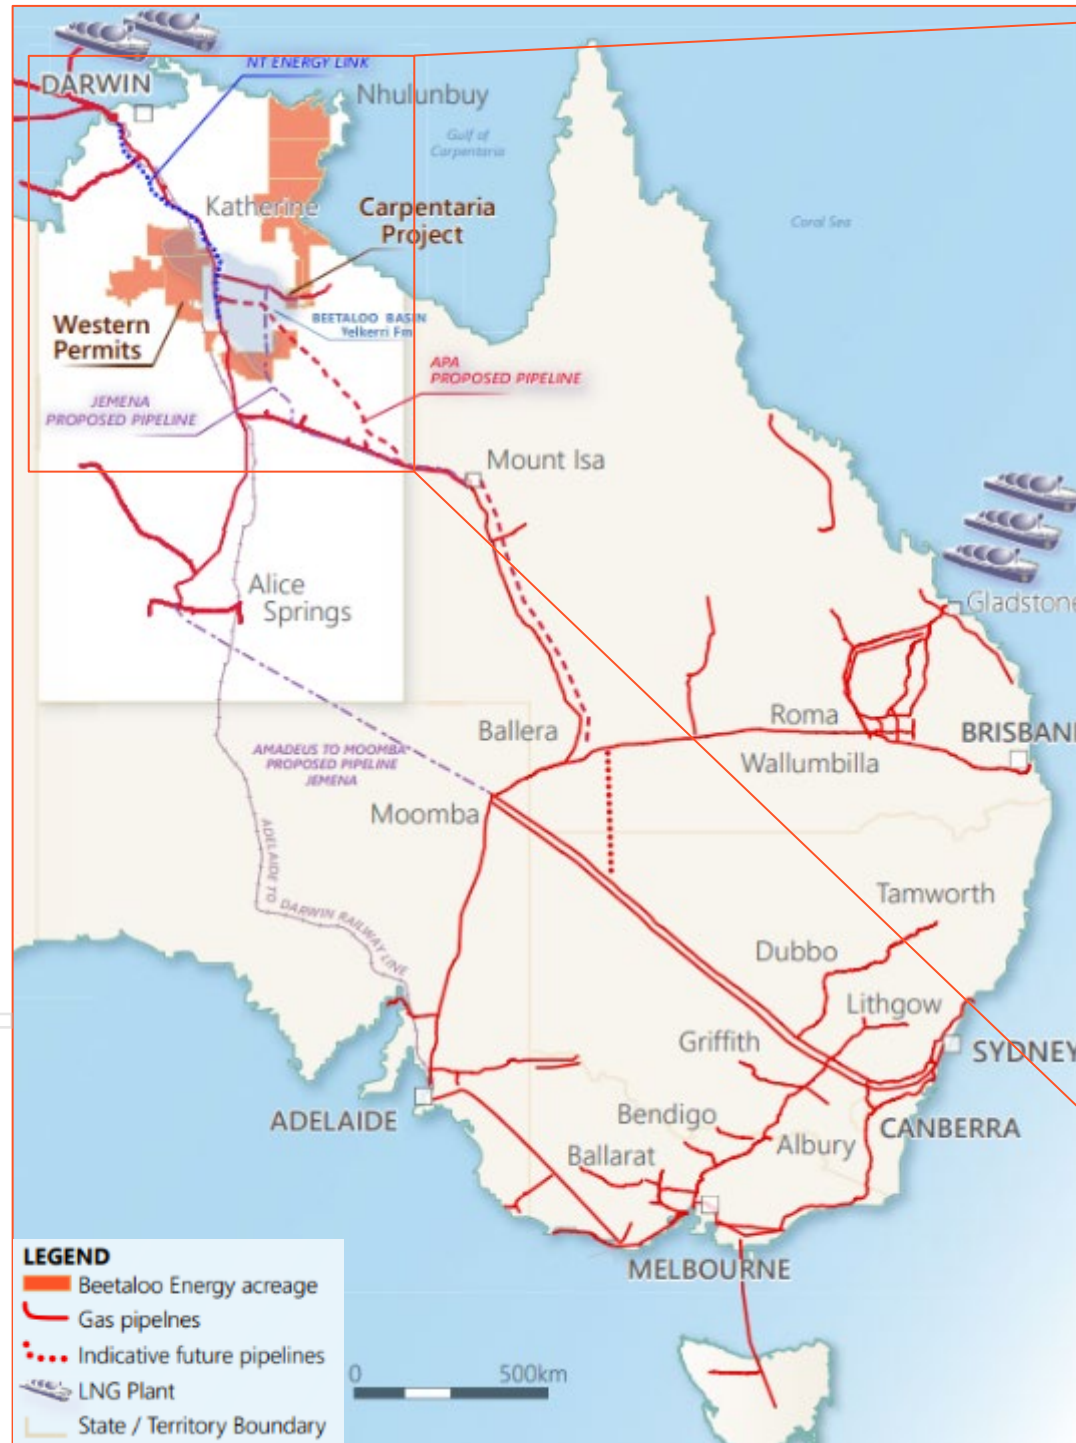 NT ENERGY LINK
DARWIN
Nhulunbuy
Gulf of
Carpentaria
Katherine
Carpentaria
Project
Coral Sea
Western
Permits
BEETALOO BASIN
Yelkerri Fm
APA
PROPOSED PIPELINE
JEMENA
PROPOSED PIPELINE
Mount Isa
Alice
Springs
Gladstone
Ballera
Roma
BRISBAN
Wallumbilla
AMADEUS TO MOOMBA
PROPOSED PIPELINE
JEMENA
Moomba
ADELAIDE TO DARWIN RAILWAY LINE
Tamworth
Dubbo
Lithgow
Griffith
SYDNEY
ADELAIDE
Bendigo
CANBERRA
Albury
Ballarat
MELBOURNE
LEGEND
Beetaloo Energy acreage
Gas pipelnes
Indicative future pipelines
LNG Plant
State / Territory Boundary
0 500km